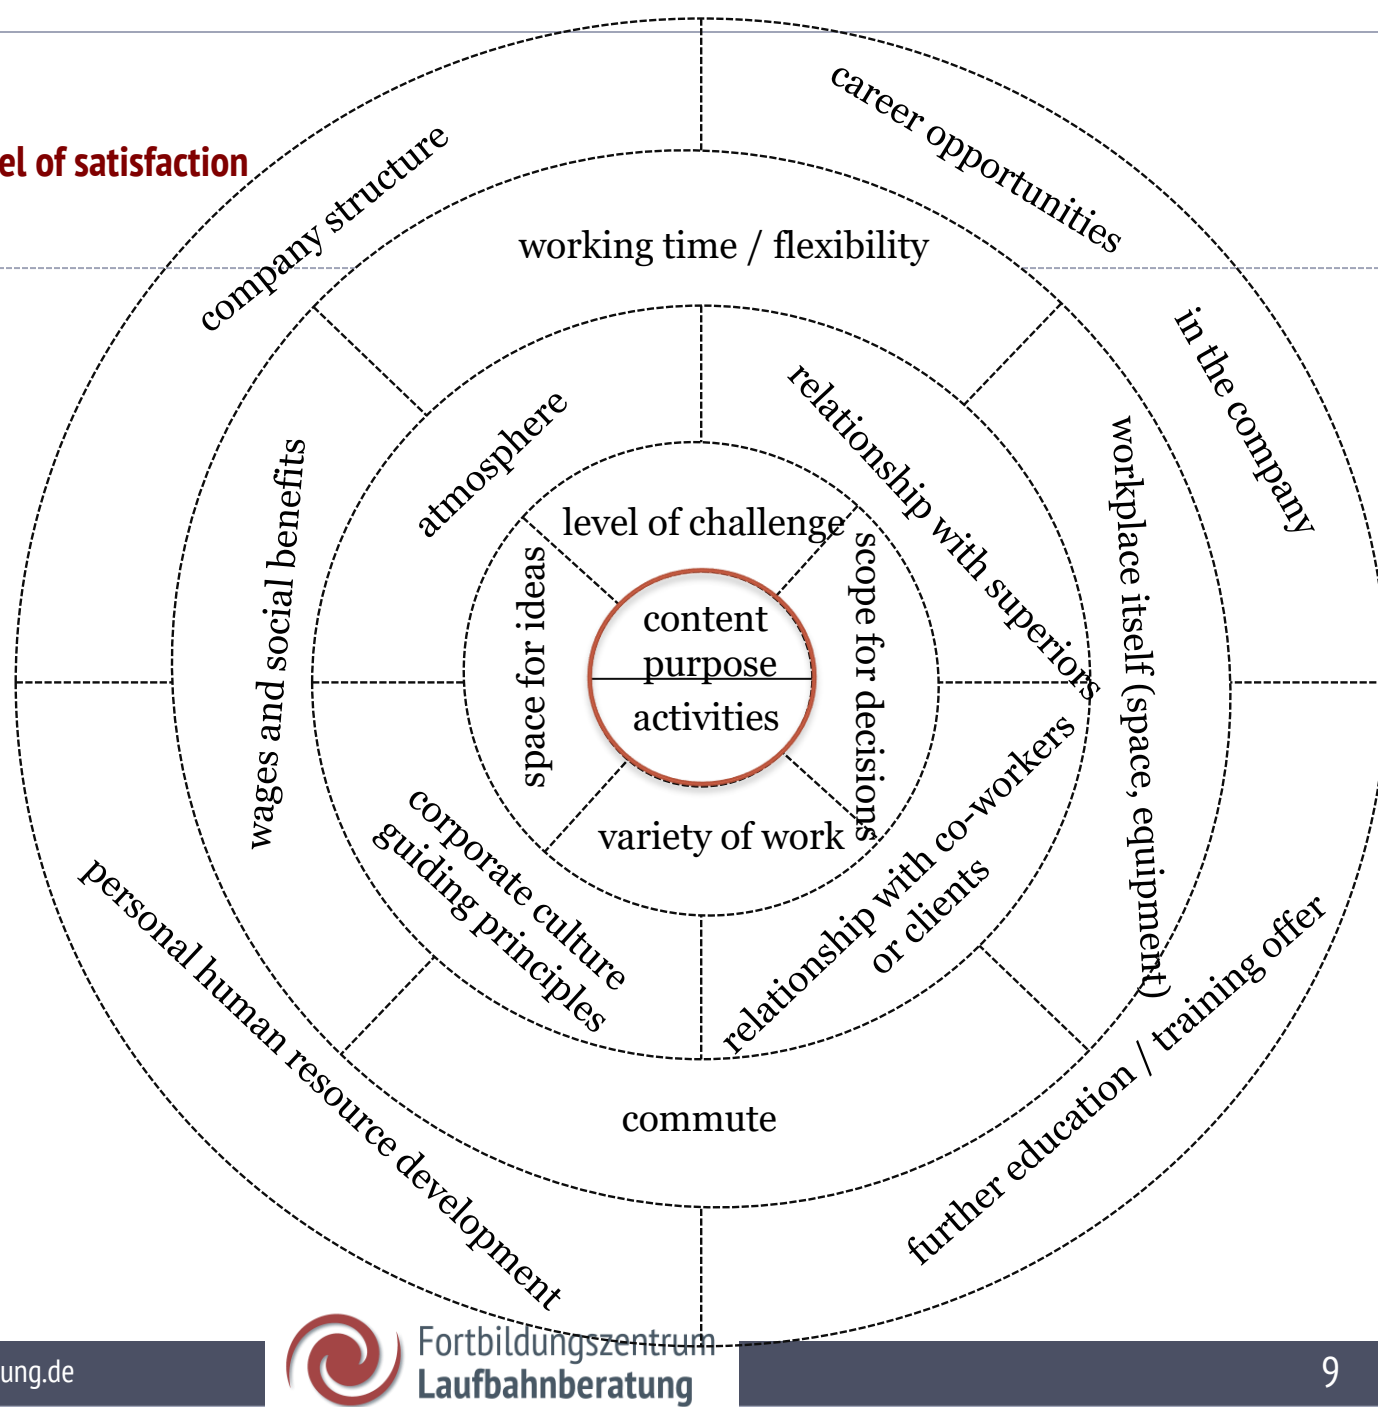 el of satisfaction
company structure
career opportunities
in the company
working time / flexibility
wages and social benefits
workplace itself (space, equipment)
atmosphere
relationship with superiors
level of challenge
space for ideas
scope for decisions
content
purpose
activities
variety of work
corporate culture
guiding principles
relationship with co-workers
or clients
commute
personal human resource development
further education / training offer
ung.de
Fortbildungszentrum
Laufbahnberatung
9